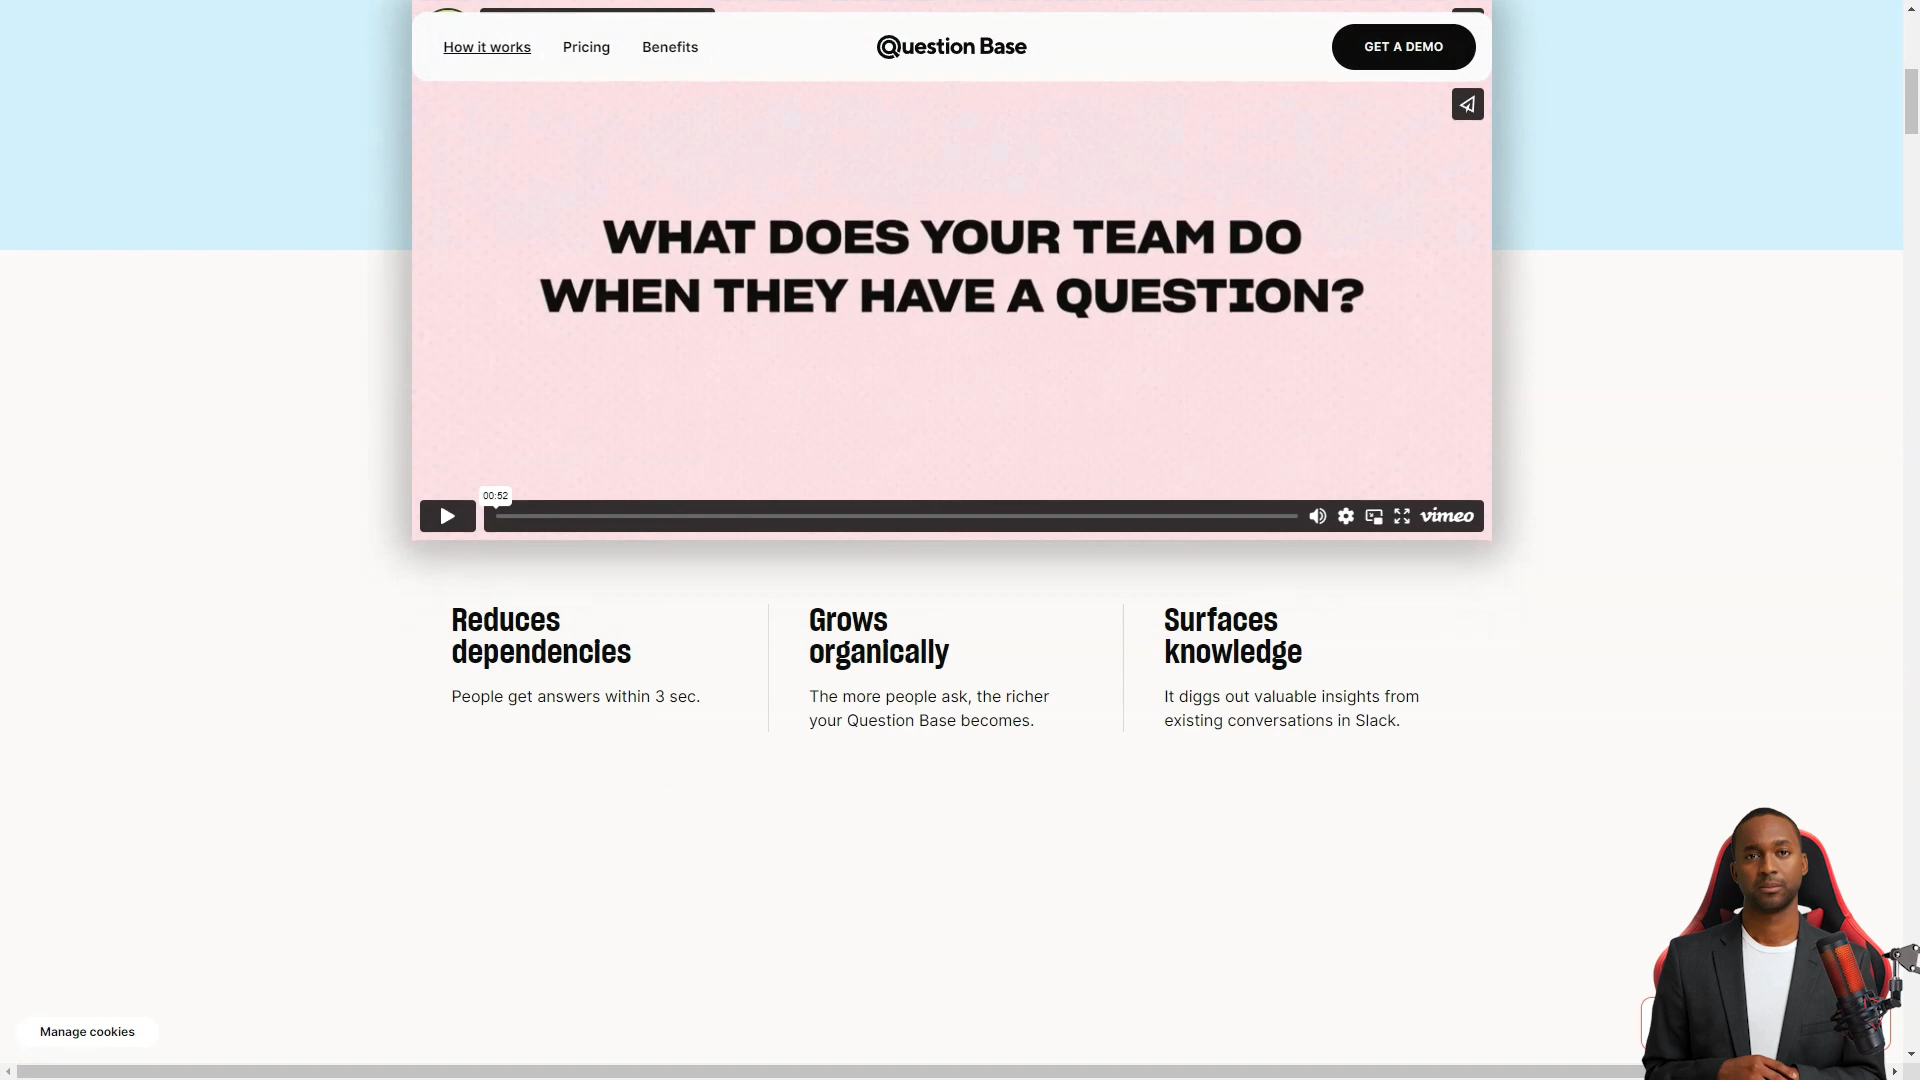 How it works
Pricing
Benefits
Question Base
GET A DEMO
WHAT DOES YOUR TEAM DO
WHEN THEY HAVE A QUESTION?
00:52
vimeo
Reduces
dependencies
People get answers within 3 sec.
Grows
organically
The more people ask, the richer
your Question Base becomes.
Surfaces
knowledge
It diggs out valuable insights from
existing conversations in Slack.
Manage cookies